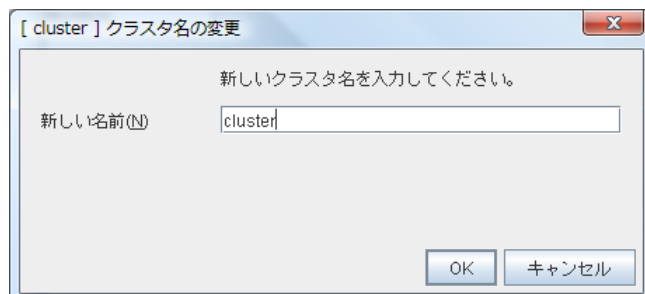 [ cluster ] クラスタ名の変更
新しいクラスタ名を入力してください。
新しい名前(N) cluster
OK キャンセル